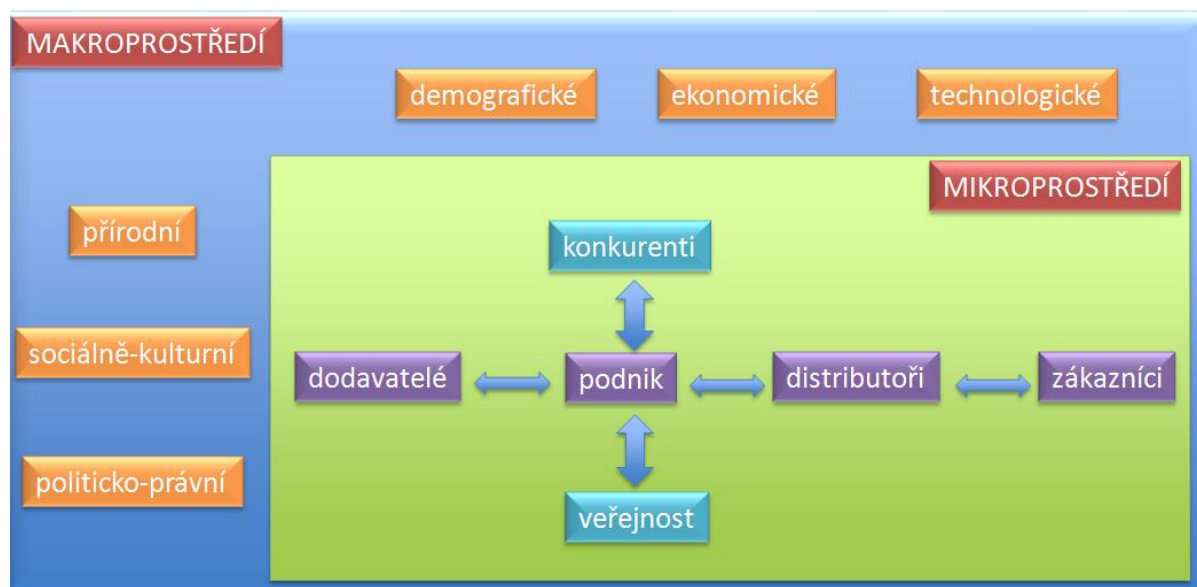 MAKROPROSTŘEDÍ
demografické
ekonomické
technologické
MIKROPROSTŘEDÍ
přírodní
konkurenti
sociálně-kulturní
dodavatelé
podnik
distributoři
zákazníci
politicko-právní
veřejnost